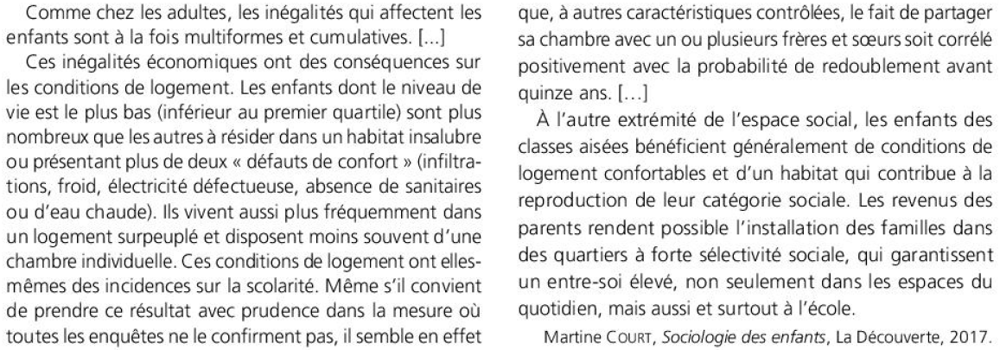 Comme chez les adultes, les inégalités qui affectent les
enfants sont à la fois multiformes et cumulatives. [...]
Ces inégalités économiques ont des conséquences sur
les conditions de logement. Les enfants dont le niveau de
vie est le plus bas (inférieur au premier quartile) sont plus
nombreux que les autres à résider dans un habitat insalubre
ou présentant plus de deux « défauts de confort » (infiltra-
tions, froid, électricité défectueuse, absence de sanitaires
ou d'eau chaude). Ils vivent aussi plus fréquemment dans
un logement surpeuplé et disposent moins souvent d'une
chambre individuelle. Ces conditions de logement ont elles-
mêmes des incidences sur la scolarité. Même s'il convient
de prendre ce résultat avec prudence dans la mesure où
toutes les enquêtes ne le confirment pas, il semble en effet
que, à autres caractéristiques contrôlées, le fait de partager
sa chambre avec un ou plusieurs frères et sœurs soit corrélé
positivement avec la probabilité de redoublement avant
quinze ans. [...]
À l'autre extrémité de l'espace social, les enfants des
classes aisées bénéficient généralement de conditions de
logement confortables et d'un habitat qui contribue à la
reproduction de leur catégorie sociale. Les revenus des
parents rendent possible l'installation des familles dans
des quartiers à forte sélectivité sociale, qui garantissent
un entre-soi élevé, non seulement dans les espaces du
quotidien, mais aussi et surtout à l'école.
Martine COURT, Sociologie des enfants, La Découverte, 2017.